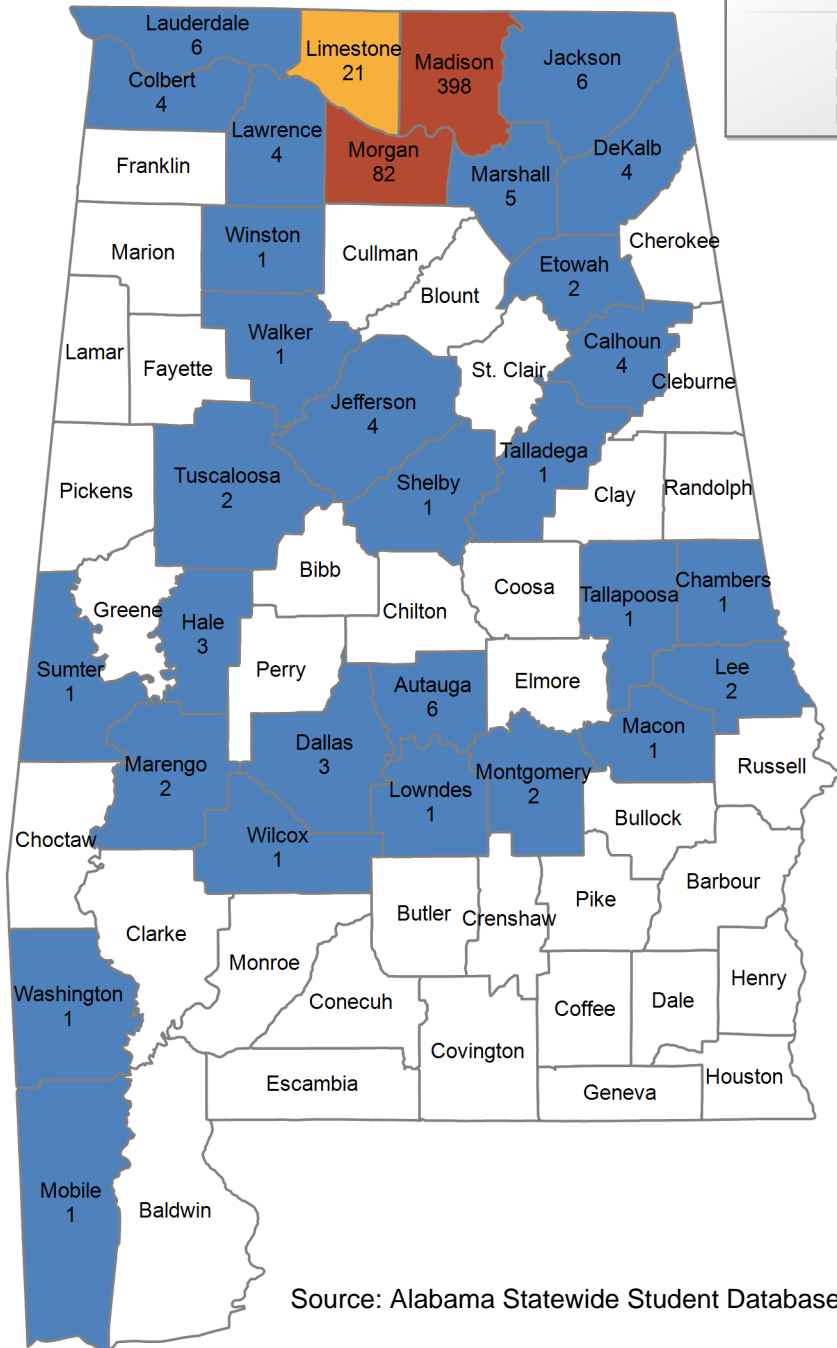 Lauderdale
6
Limestone
21
Madison
398
Jackson
6
Colbert
4
Lawrence
4
Morgan
82
DeKalb
4
Franklin
Marshall
5
Marion
Winston
1
Cullman
Cherokee
Etowah
2
Blount
Lamar
Fayette
Walker
1
St. Clair
Calhoun
4
Cleburne
Jefferson
4
Talladega
1
Pickens
Tuscaloosa
2
Shelby
1
Clay
Randolph
Bibb
Coosa
Tallapoosa
1
Chambers
1
Greene
Hale
3
Chilton
Sumter
1
Perry
Autauga
6
Elmore
Lee
2
Macon
1
Marengo
2
Dallas
3
Lowndes
1
Montgomery
2
Russell
Choctaw
Wilcox
1
Bullock
Clarke
Butler
Crenshaw
Pike
Barbour
Washington
1
Monroe
Conecuh
Coffee
Dale
Henry
Covington
Escambia
Geneva
Houston
Mobile
1
Baldwin
Source: Alabama Statewide Student Database